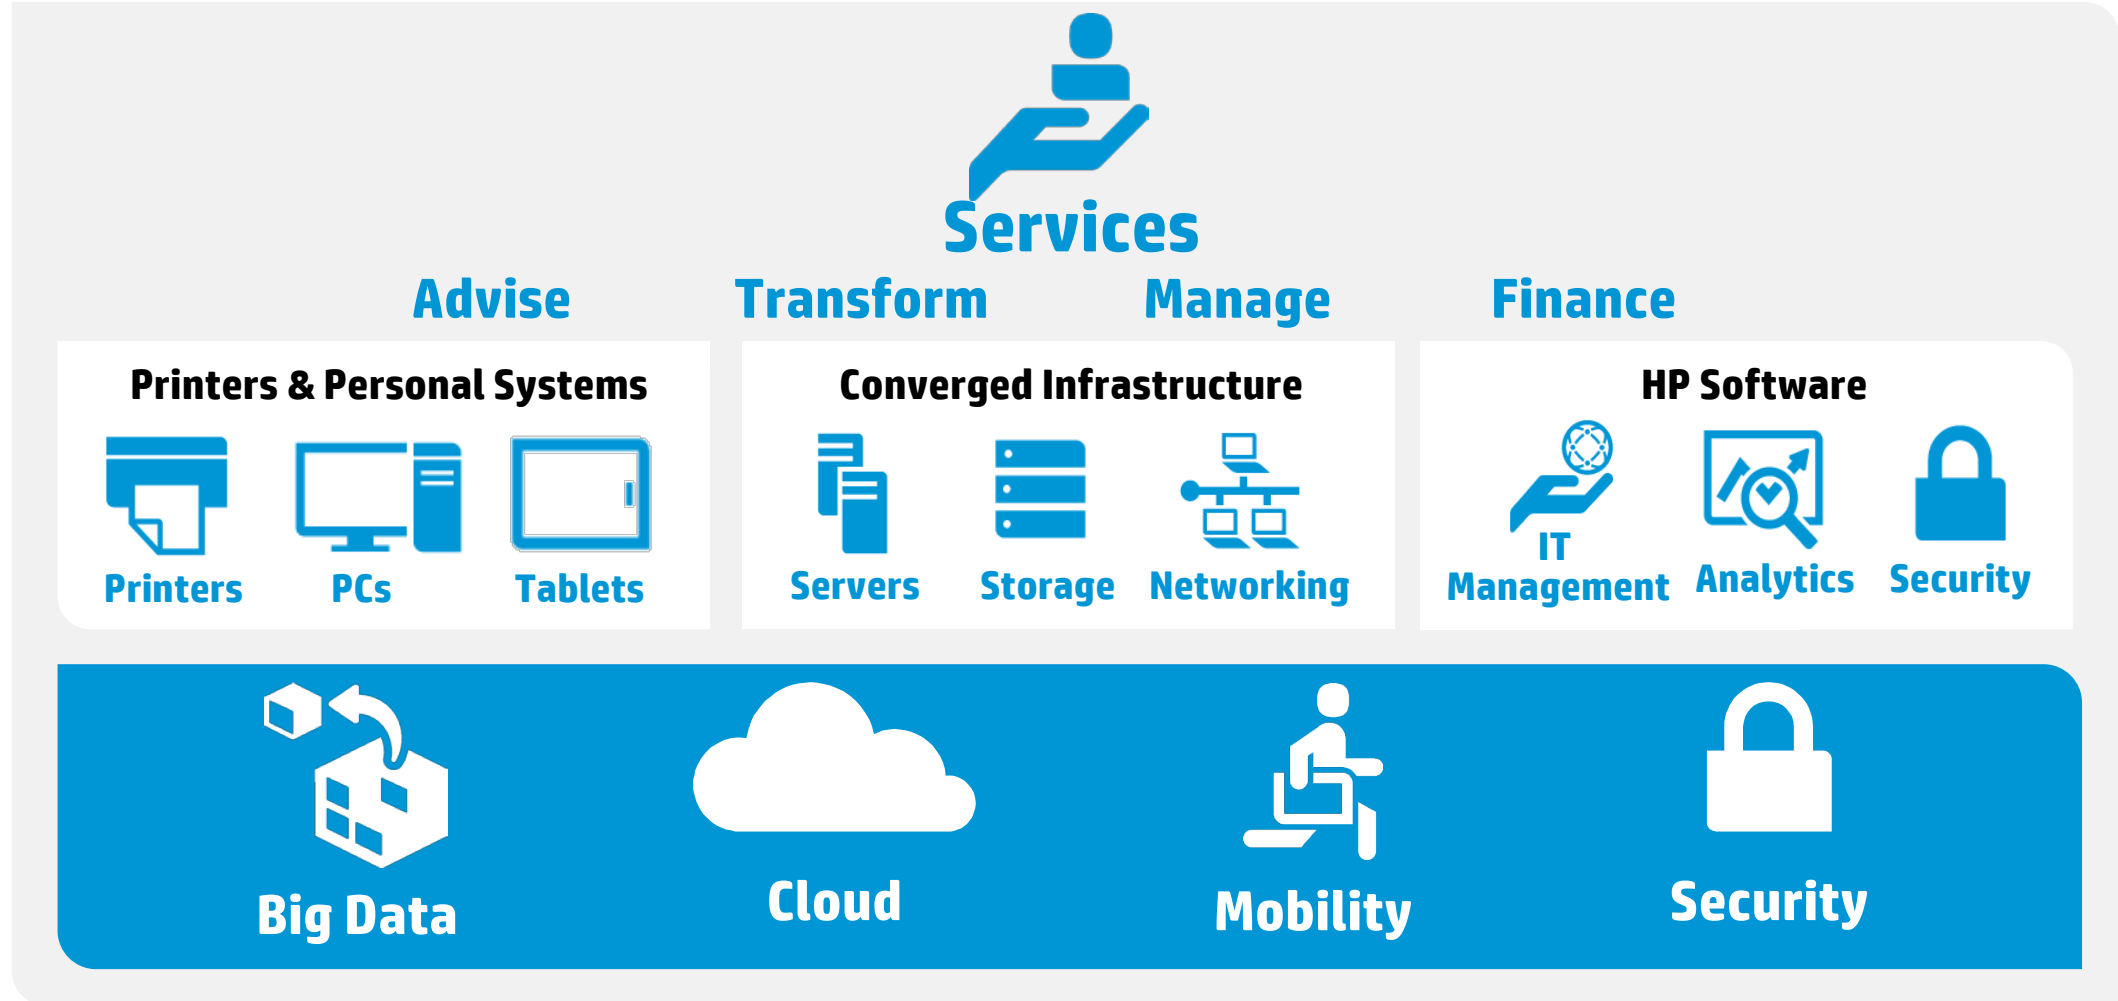 Services
Advise Transform Manage Finance
Printers & Personal Systems
Printers PCs Tablets
Converged Infrastructure
Servers Storage Networking
HP Software
IT
Management Analytics Security
Big Data Cloud Mobility Security